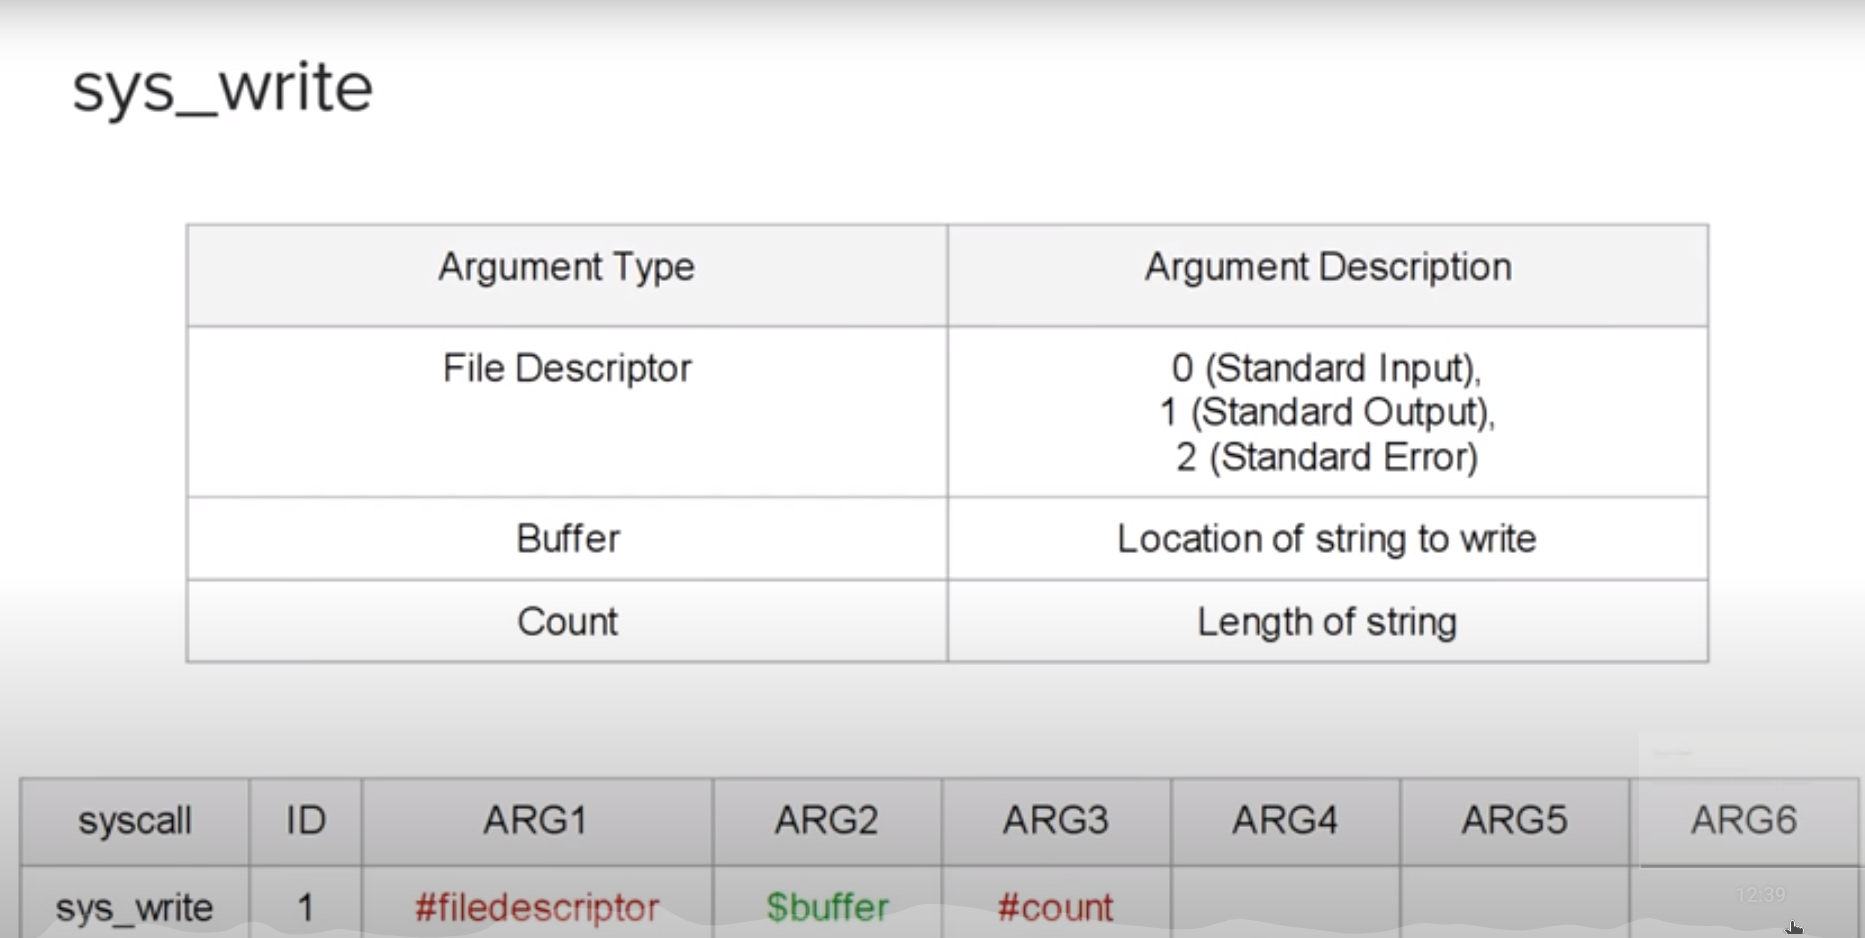 sys_write
Argument Type Argument Description
File Descriptor 0 (Standard Input),
1 (Standard Output),
2 (Standard Error)
Buffer Location of string to write
Count Length of string
syscall ID ARG1 ARG2 ARG3 ARG4 ARG5 ARG6
sys_write 1 #filedescriptor $buffer #count
12:39